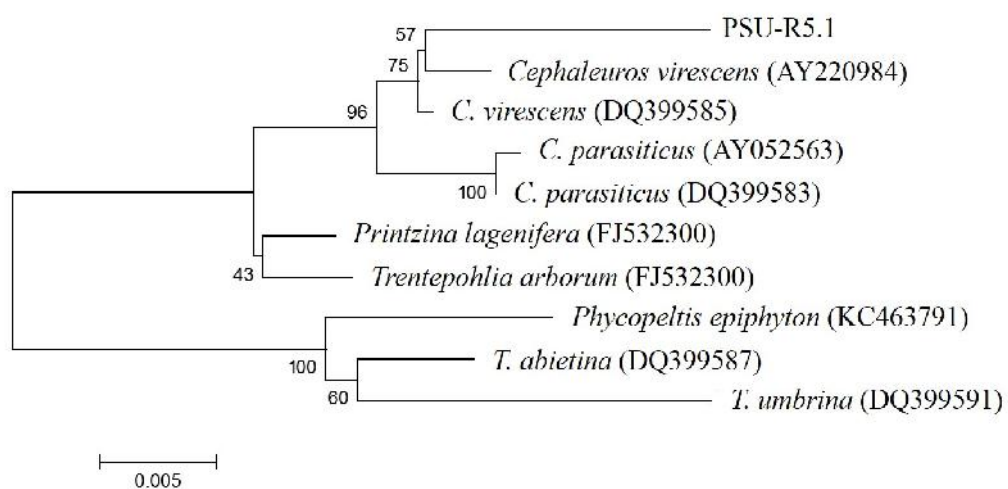 57
PSU-R5.1
75
Cephaleuros virescens (AY220984)
96
C. virescens (DQ399585)
C. parasiticus (AY052563)
100
C. parasiticus (DQ399583)
Printzina lagenifera (FJ532300)
43
Trentepohlia arborum (FJ532300)
Phycopeltis epiphyton (KC463791)
100
T. abietina (DQ399587)
60
T. umbrina (DQ399591)
0.005